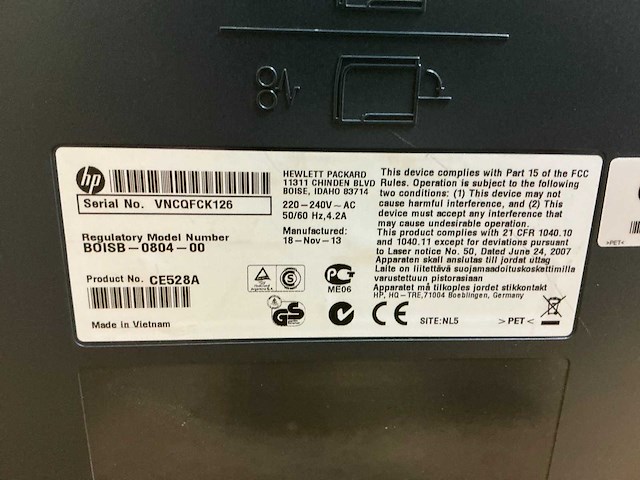 hp
Serial No. VNCQFCK126
Regulatory Model Number
BOISB-0804-00
Product No. CE528A
Made in Vietnam
HEWLETT PACKARD
11311 CHINDEN BLVD
BOISE, IDAHO 83714
220-240V~AC
50/60 Hz,4.2A
Manufactured:
18-Nov-13
This device complies with Part 15 of the FCC
Rules. Operation is subject to the following
two conditions: (1) This device may not
cause harmful interference, and (2) This
device must accept any interference that
may cause undesirable operation.
This product complies with 21 CFR 1040.10
and 1040.11 except for deviations pursuant
to Laser notice No. 50, Dated June 24, 2007
Apparaten skall anslutas till jordat uttag
Laite on liitettävä suojamaadoituskoskettimilla
varustettuun pistorasiaan
Apparatet må tilkoples jordet stikkontakt
HP, HQ-TRE,71004 Boeblingen, Germany
S
PG
ME06
GS
N
CE
SITE:NL5
>PET<
>PET<